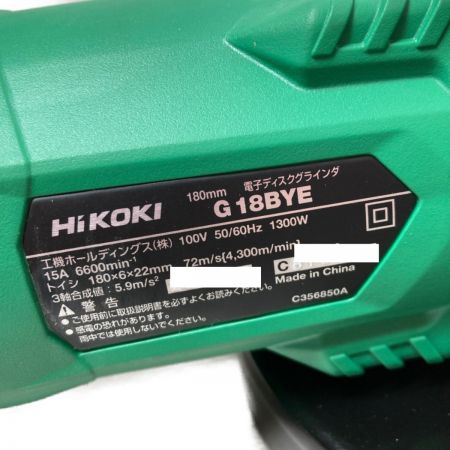 180mm 電子ディスクグラインダ
HiKOKI G18BYE
工機ホールディングス(株) 100V 50/60Hz 1300W
15A 6600min-1
トイシ 180×6×22mm 72m/s[4,300m/min]
3軸合成値: 5.9m/s2
Made in China
⚠警告
●ご使用前に取扱説明書を必ずよくお読みください。
●感電の恐れがあります。
雨中では使用しないでください。
C356850A